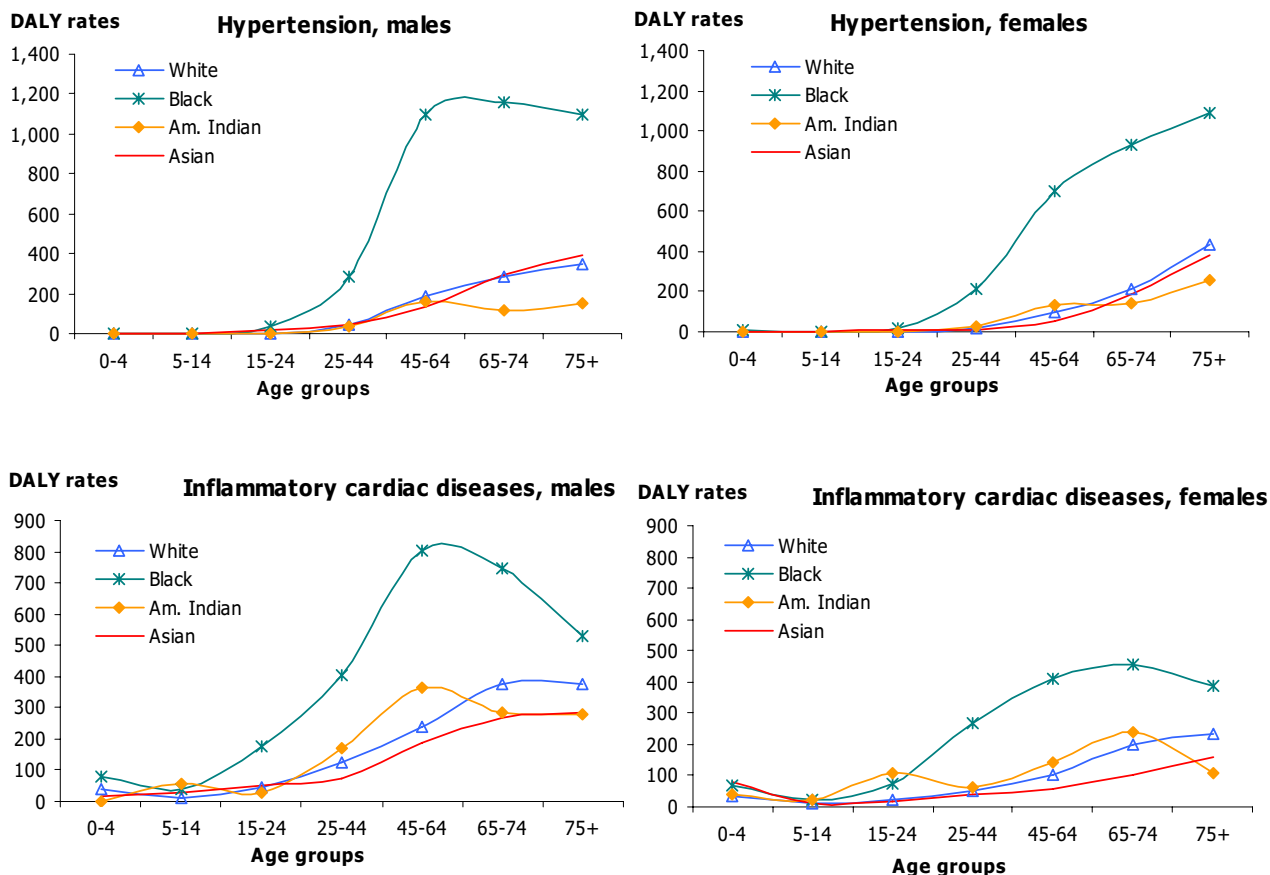 DALY rates
Hypertension, males
1,400
1,200
1,000
800
600
400
200
0
White
Black
Am. Indian
Asian
0-4 5-14 15-24 25-44 45-64 65-74 75+
Age groups
DALY rates
Hypertension, females
1,400
1,200
1,000
800
600
400
200
0
White
Black
Am. Indian
Asian
0-4 5-14 15-24 25-44 45-64 65-74 75+
Age groups
DALY rates
Inflammatory cardiac diseases, males
900
800
700
600
500
400
300
200
100
0
White
Black
Am. Indian
Asian
0-4 5-14 15-24 25-44 45-64 65-74 75+
Age groups
DALY rates
Inflammatory cardiac diseases, females
900
800
700
600
500
400
300
200
100
0
White
Black
Am. Indian
Asian
0-4 5-14 15-24 25-44 45-64 65-74 75+
Age groups